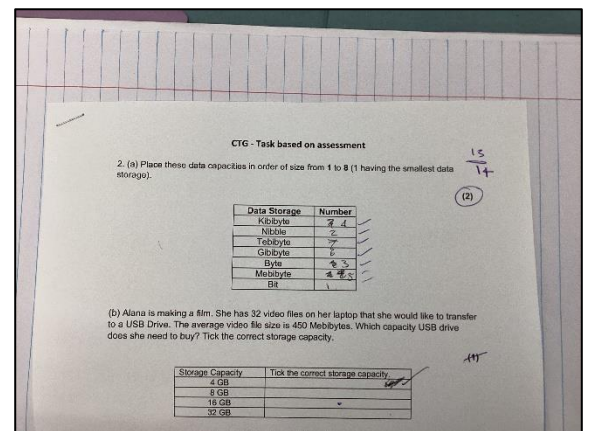 CTG - Task based on assessment
13
14
2. (a) Place these data capacities in order of size from 1 to 8 (1 having the smallest data
storage).
(2)
Data Storage Number
Kibibyte 4
Nibble 2
Tebibyte 7
Gibibyte 6
Byte 3
Mebibyte 5
Bit 1
(b) Alana is making a film. She has 32 video files on her laptop that she would like to transfer
to a USB Drive. The average video file size is 450 Mebibytes. Which capacity USB drive
does she need to buy? Tick the correct storage capacity.
Storage Capacity Tick the correct storage capacity.
4 GB
8 GB
16 GB
32 GB